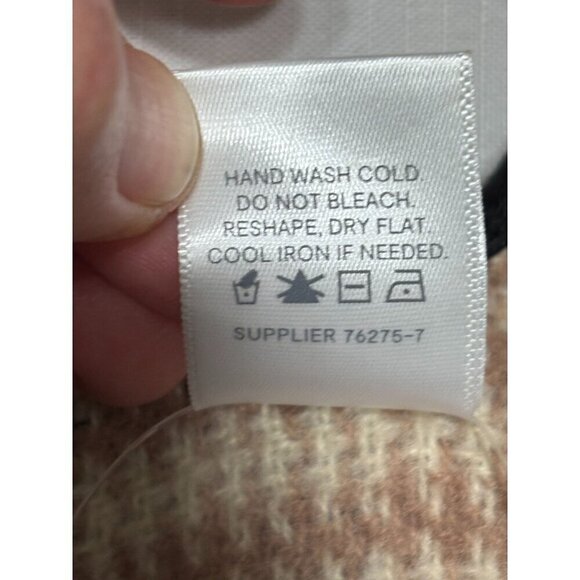 HAND WASH COLD.
DO NOT BLEACH.
RESHAPE, DRY FLAT.
COOL IRON IF NEEDED.
SUPPLIER 76275-7